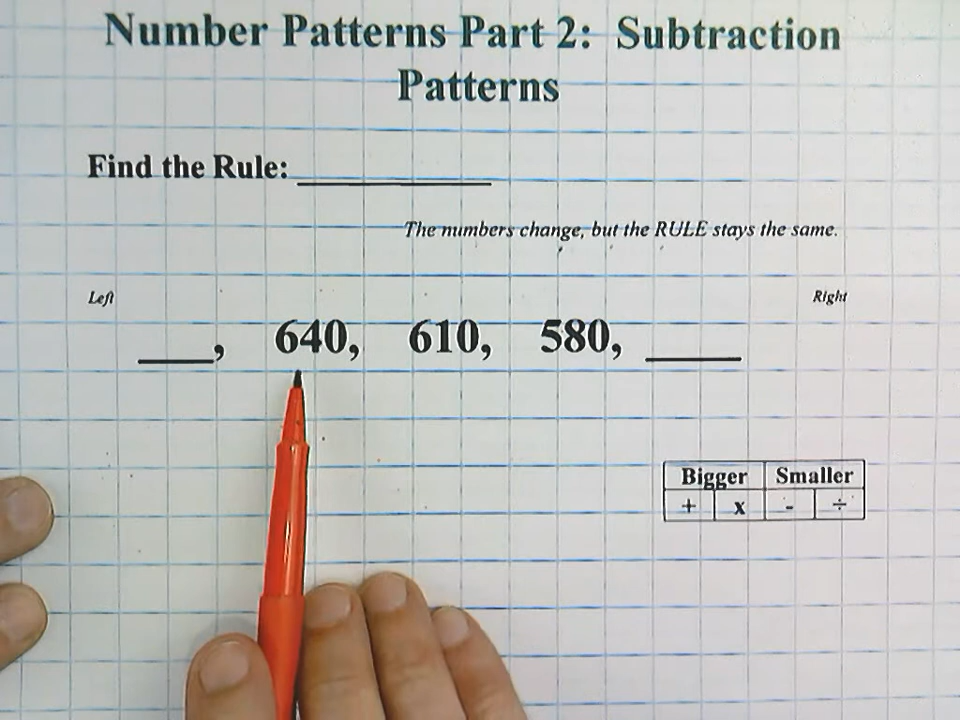 Number Patterns Part 2: Subtraction
Patterns
Find the Rule: ___________
The numbers change, but the RULE stays the same.
Left Right
___, 640, 610, 580, ____
Bigger Smaller
+ x - ÷